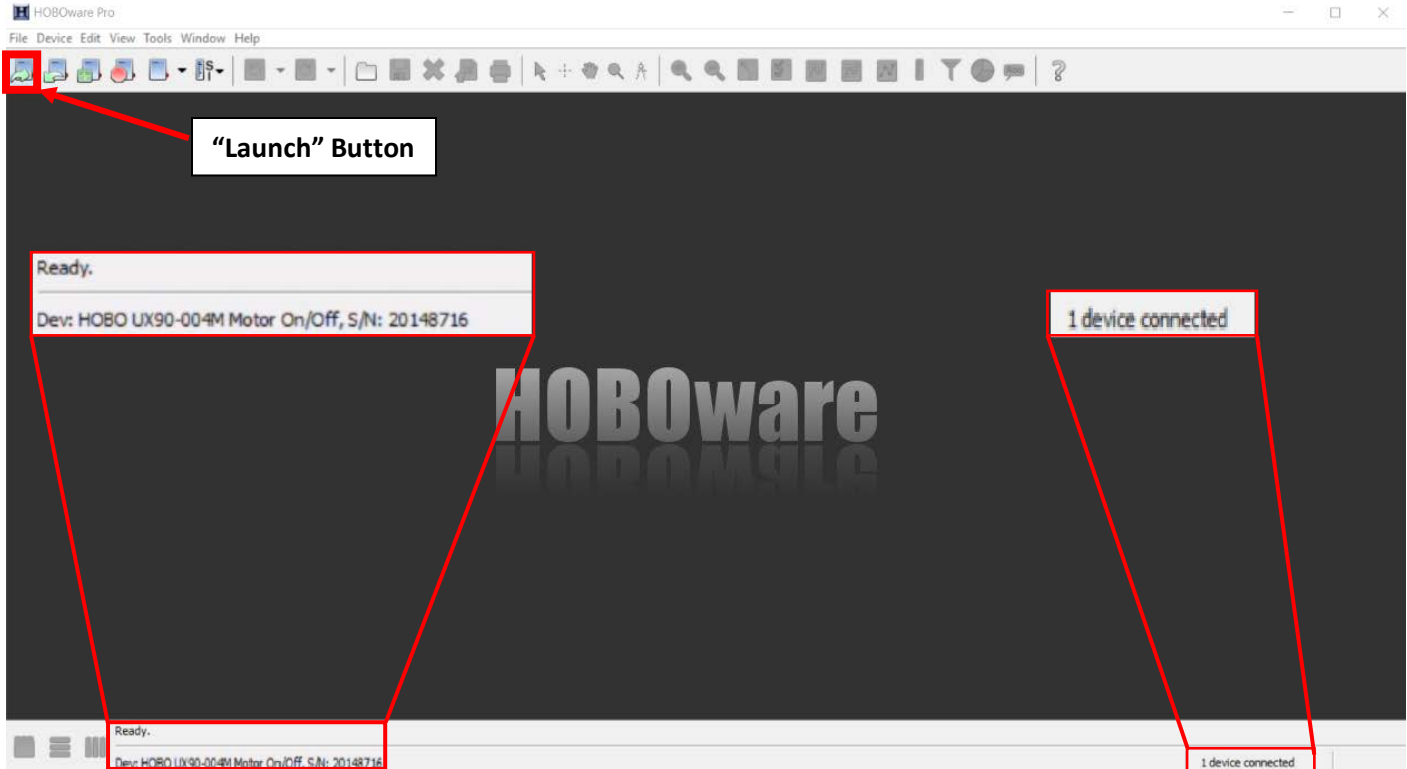 HOBOware Pro
File Device Edit View Tools Window Help
“Launch” Button
Ready.
Dev: HOBO UX90-004M Motor On/Off, S/N: 20148716
1 device connected
HOBOware
Ready.
Dev: HOBO UX90-004M Motor On/Off, S/N: 20148716
1 device connected